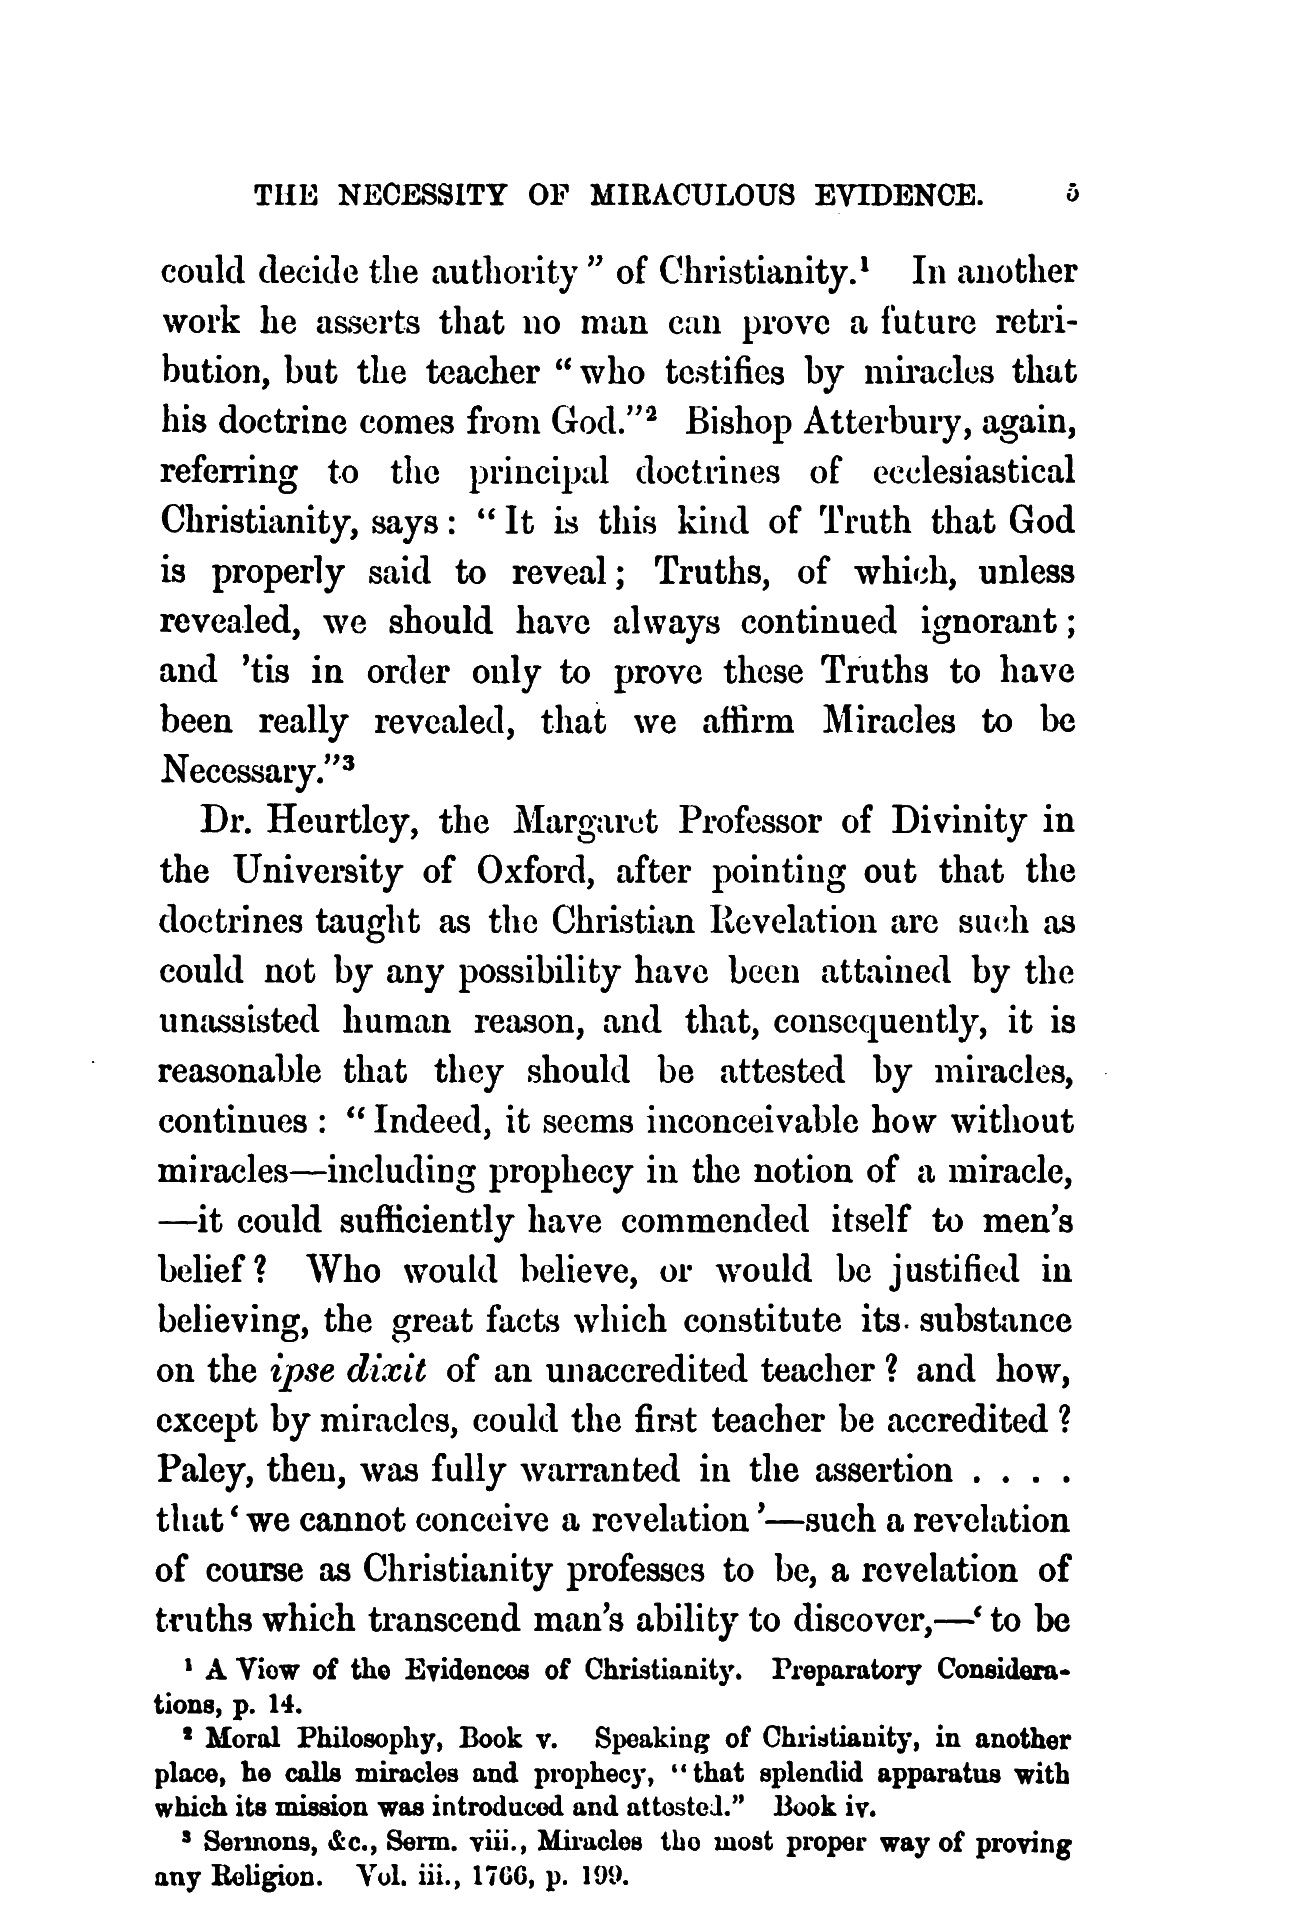 THE NECESSITY OF MIRACULOUS EVIDENCE. 5
could decide the authority" of Christianity.¹ In another
work he asserts that no man can prove a future retri-
bution, but the teacher "who testifies by miracles that
his doctrine comes from God."² Bishop Atterbury, again,
referring to the principal doctrines of ecclesiastical
Christianity, says: "It is this kind of Truth that God
is properly said to reveal; Truths, of which, unless
revealed, we should have always continued ignorant;
and 'tis in order only to prove these Truths to have
been really revealed, that we affirm Miracles to be
Necessary."³
Dr. Heurtley, the Margaret Professor of Divinity in
the University of Oxford, after pointing out that the
doctrines taught as the Christian Revelation are such as
could not by any possibility have been attained by the
unassisted human reason, and that, consequently, it is
reasonable that they should be attested by miracles,
continues: "Indeed, it seems inconceivable how without
miracles—including prophecy in the notion of a miracle,
—it could sufficiently have commended itself to men's
belief? Who would believe, or would be justified in
believing, the great facts which constitute its substance
on the ipse dixit of an unaccredited teacher? and how,
except by miracles, could the first teacher be accredited?
Paley, then, was fully warranted in the assertion . . . .
that 'we cannot conceive a revelation'—such a revelation
of course as Christianity professes to be, a revelation of
truths which transcend man's ability to discover,—'to be
¹ A View of the Evidences of Christianity. Preparatory Considera-
tions, p. 14.
² Moral Philosophy, Book v. Speaking of Christianity, in another
place, he calls miracles and prophecy, "that splendid apparatus with
which its mission was introduced and attested." Book iv.
³ Sermons, &c., Serm. viii., Miracles the most proper way of proving
any Religion. Vol. iii., 1766, p. 199.